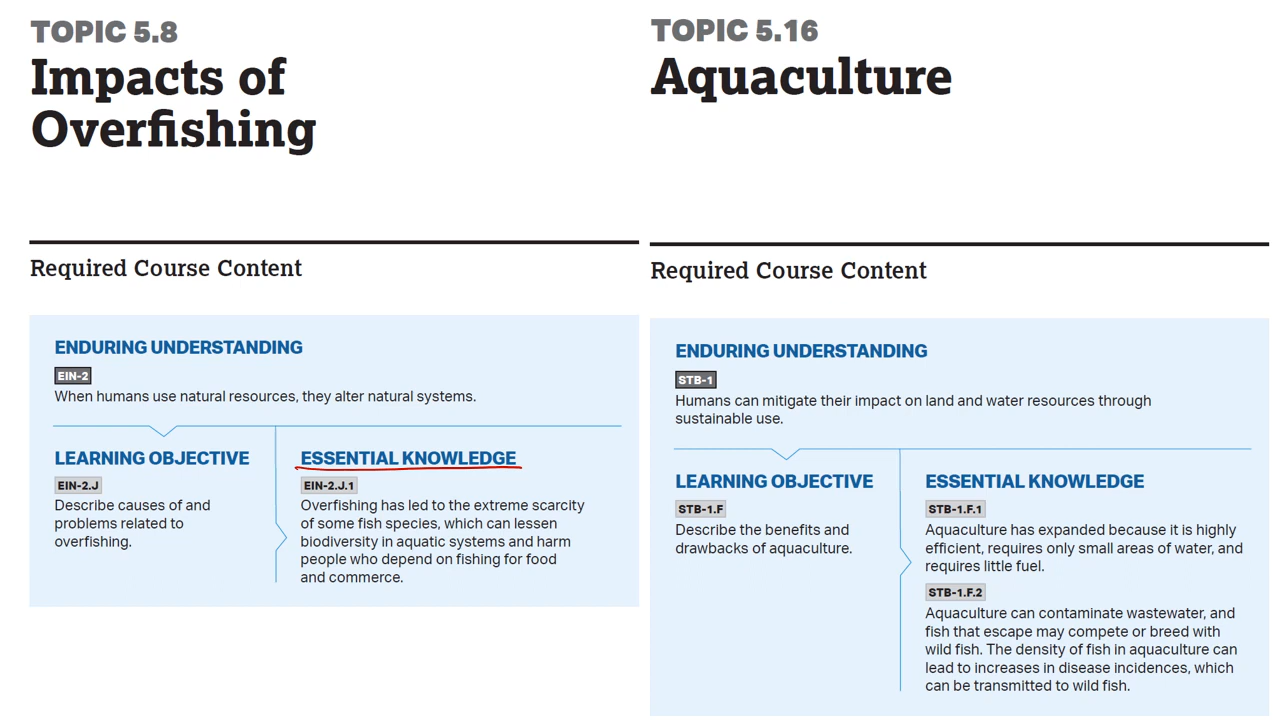 TOPIC 5.8
Impacts of
Overfishing
Required Course Content
ENDURING UNDERSTANDING
EIN-2
When humans use natural resources, they alter natural systems.
LEARNING OBJECTIVE
EIN-2.J
Describe causes of and
problems related to
overfishing.
ESSENTIAL KNOWLEDGE
EIN-2.J.1
Overfishing has led to the extreme scarcity
of some fish species, which can lessen
biodiversity in aquatic systems and harm
people who depend on fishing for food
and commerce.
TOPIC 5.16
Aquaculture
Required Course Content
ENDURING UNDERSTANDING
STB-1
Humans can mitigate their impact on land and water resources through
sustainable use.
LEARNING OBJECTIVE
STB-1.F
Describe the benefits and
drawbacks of aquaculture.
ESSENTIAL KNOWLEDGE
STB-1.F.1
Aquaculture has expanded because it is highly
efficient, requires only small areas of water, and
requires little fuel.
STB-1.F.2
Aquaculture can contaminate wastewater, and
fish that escape may compete or breed with
wild fish. The density of fish in aquaculture can
lead to increases in disease incidences, which
can be transmitted to wild fish.